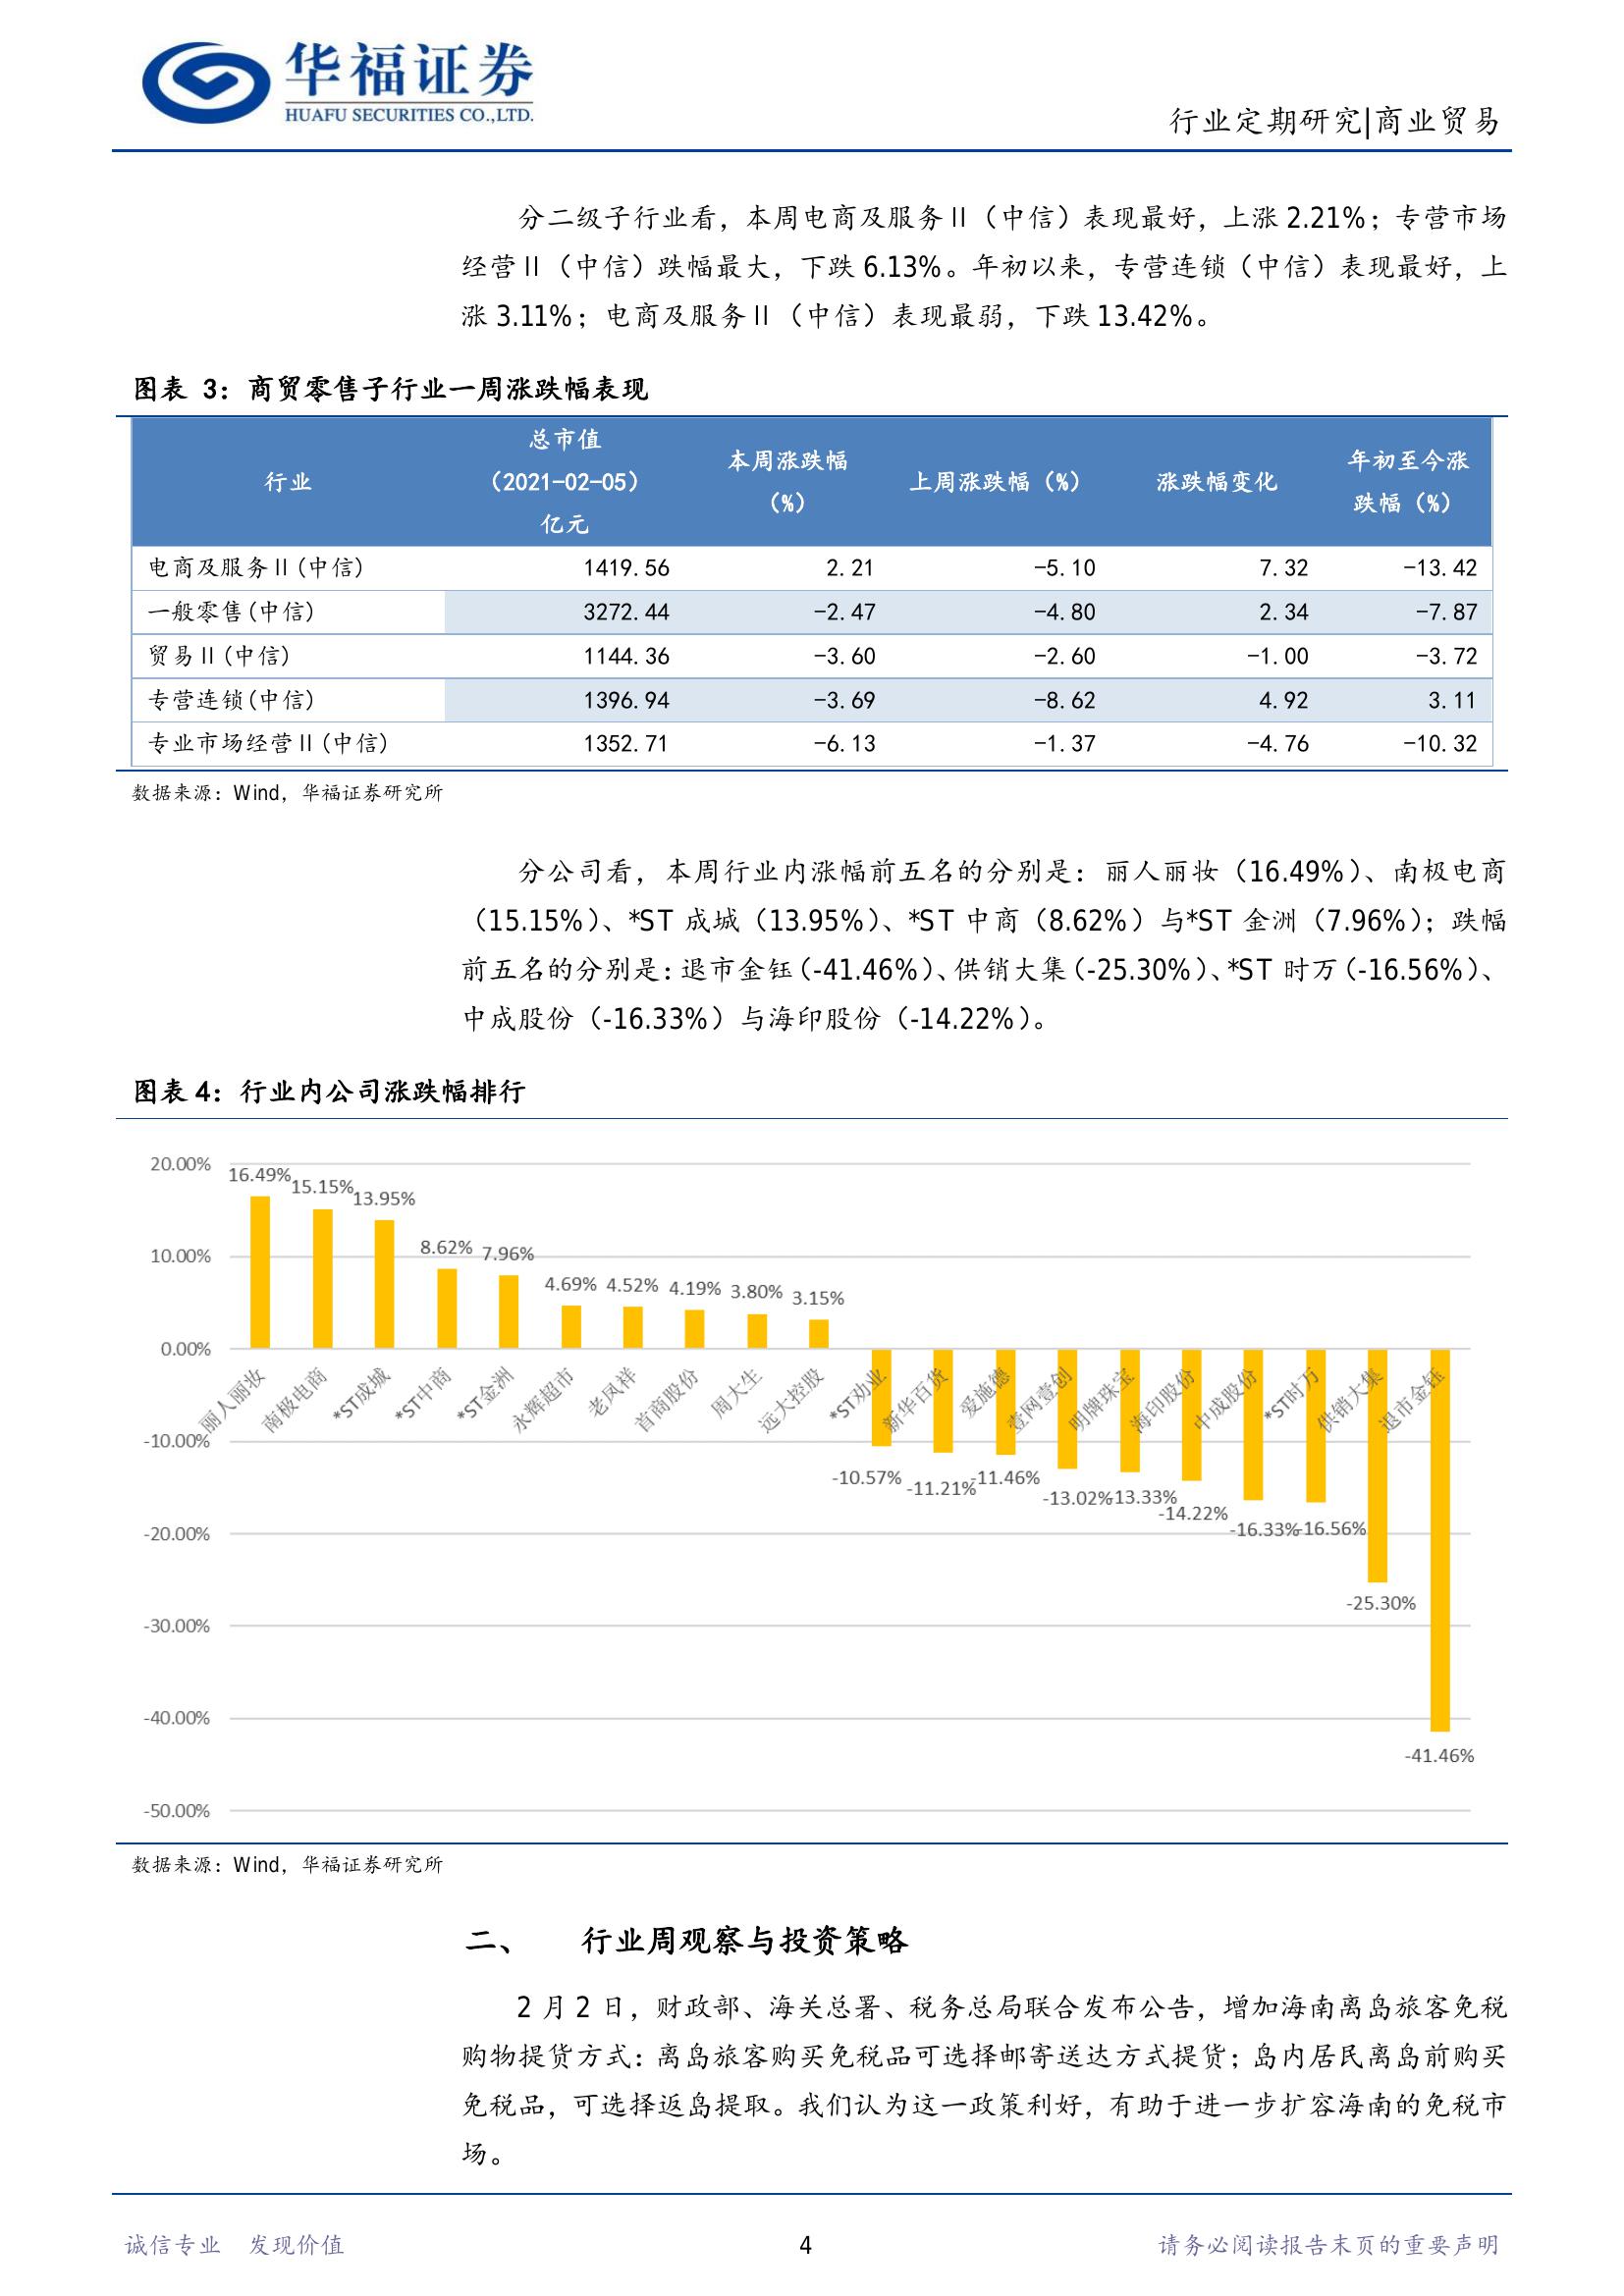 华福证券
HUAFU SECURITIES CO.,LTD.
行业定期研究|商业贸易
分二级子行业看，本周电商及服务Ⅱ（中信）表现最好，上涨 2.21%；专营市场
经营Ⅱ（中信）跌幅最大，下跌 6.13%。年初以来，专营连锁（中信）表现最好，上
涨 3.11%；电商及服务Ⅱ（中信）表现最弱，下跌 13.42%。
图表 3：商贸零售子行业一周涨跌幅表现
行业 总市值（2021-02-05）亿元 本周涨跌幅（%） 上周涨跌幅（%） 涨跌幅变化 年初至今涨跌幅（%）
电商及服务Ⅱ(中信) 1419.56 2.21 -5.10 7.32 -13.42
一般零售(中信) 3272.44 -2.47 -4.80 2.34 -7.87
贸易Ⅱ(中信) 1144.36 -3.60 -2.60 -1.00 -3.72
专营连锁(中信) 1396.94 -3.69 -8.62 4.92 3.11
专业市场经营Ⅱ(中信) 1352.71 -6.13 -1.37 -4.76 -10.32
数据来源：Wind，华福证券研究所
分公司看，本周行业内涨幅前五名的分别是：丽人丽妆（16.49%）、南极电商
（15.15%）、*ST 成城（13.95%）、*ST 中商（8.62%）与*ST 金洲（7.96%）；跌幅
前五名的分别是：退市金钰（-41.46%）、供销大集（-25.30%）、*ST 时万（-16.56%）、
中成股份（-16.33%）与海印股份（-14.22%）。
图表 4：行业内公司涨跌幅排行
20.00%
10.00%
0.00%
-10.00%
-20.00%
-30.00%
-40.00%
-50.00%
16.49% 15.15% 13.95% 8.62% 7.96% 4.69% 4.52% 4.19% 3.80% 3.15%
丽人丽妆 南极电商 *ST成城 *ST中商 *ST金洲 永辉超市 老凤祥 首商股份 周大生 远大控股 *ST劝业 新华百货 爱施德 壹网壹创 明牌珠宝 海印股份 中成股份 *ST时万 供销大集 退市金钰
-10.57% -11.21% -11.46% -13.02% -13.33% -14.22% -16.33% -16.56% -25.30% -41.46%
数据来源：Wind，华福证券研究所
二、 行业周观察与投资策略
2 月 2 日，财政部、海关总署、税务总局联合发布公告，增加海南离岛旅客免税
购物提货方式：离岛旅客购买免税品可选择邮寄送达方式提货；岛内居民离岛前购买
免税品，可选择返岛提取。我们认为这一政策利好，有助于进一步扩容海南的免税市
场。
诚信专业 发现价值 4 请务必阅读报告末页的重要声明